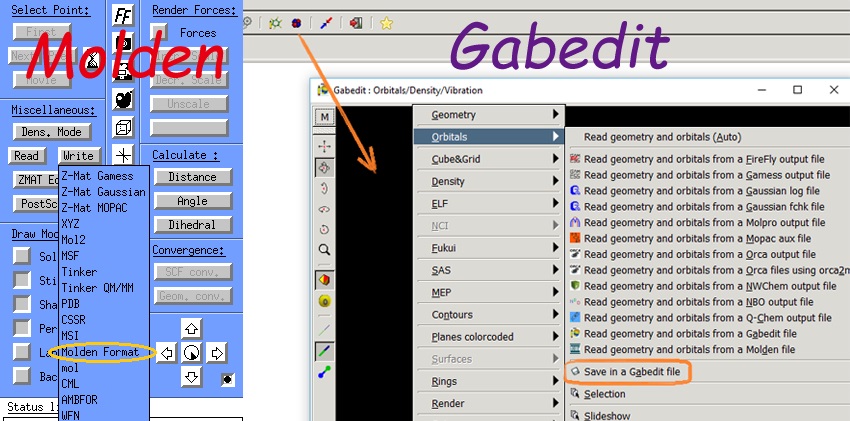 Select Point:
First
Next
Movie
Miscellaneous:
Dens. Mode
Read
Write
ZMAT Ed
PostSc
Z-Mat Gamess
Z-Mat Gaussian
Z-Mat MOPAC
XYZ
Mol2
MSF
Tinker
Tinker QM/MM
PDB
CSSR
MSI
Molden Format
mol
CML
AMBFOR
WFN
Draw Mo
Sol
Sti
Sha
Per
La
Bac
Status l
Render Forces:
Forces
Scale
Decr. Scale
Unscale
Calculate :
Distance
Angle
Dihedral
Convergence:
SCF conv.
Geom. conv.
Molden
Gabedit
Gabedit : Orbitals/Density/Vibration
M
Geometry
Orbitals
Cube&Grid
Density
ELF
NCI
Fukui
SAS
MEP
Contours
Planes colorcoded
Surfaces
Rings
Render
Read geometry and orbitals (Auto)
Read geometry and orbitals from a FireFly output file
Read geometry and orbitals from a Gamess output file
Read geometry and orbitals from a Gaussian log file
Read geometry and orbitals from a Gaussian fchk file
Read geometry and orbitals from a Molpro output file
Read geometry and orbitals from a Mopac aux file
Read geometry and orbitals from a Orca output file
Read geometry and orbitals from a Orca files using orca2m
Read geometry and orbitals from a NWChem output file
Read geometry and orbitals from a NBO output file
Read geometry and orbitals from a Q-Chem output file
Read geometry and orbitals from a Gabedit file
Read geometry and orbitals from a Molden file
Save in a Gabedit file
Selection
Slideshow